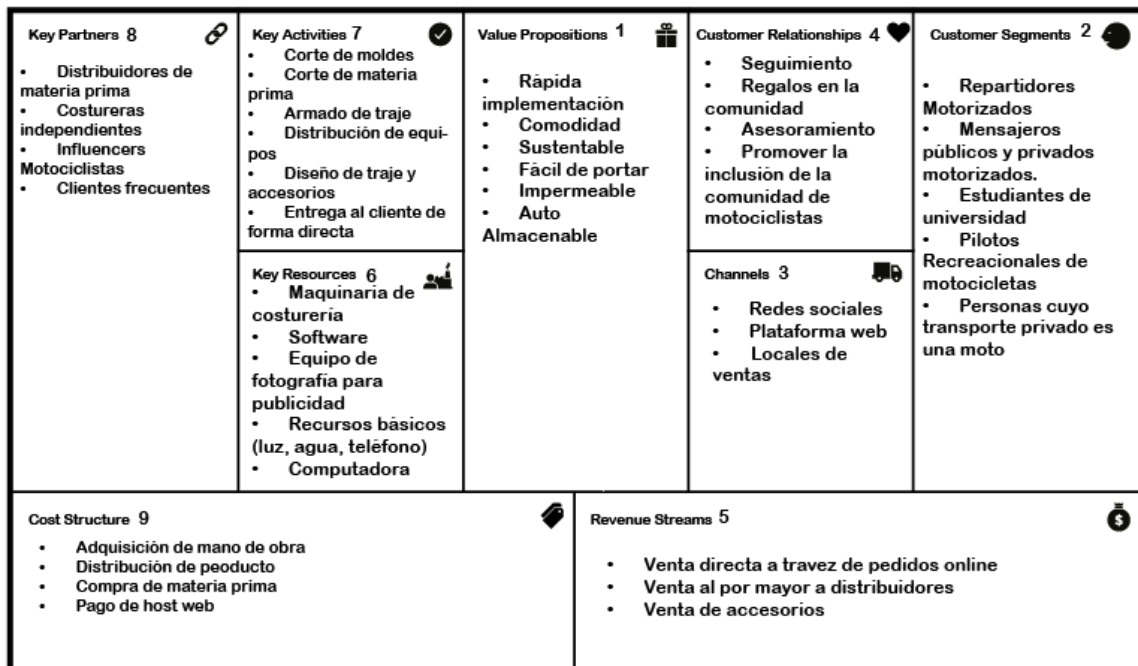 Key Partners 8
• Distribuidores de
materia prima
• Costureras
independientes
• Influencers
Motociclistas
• Clientes frecuentes
Key Activities 7
• Corte de moldes
• Corte de materia
prima
• Armado de traje
• Distribución de equi-
pos
• Diseño de traje y
accesorios
• Entrega al cliente de
forma directa
Key Resources 6
• Maquinaria de
costurería
• Software
• Equipo de
fotografía para
publicidad
• Recursos básicos
(luz, agua, teléfono)
• Computadora
Value Propositions 1
• Rápida
implementación
• Comodidad
• Sustentable
• Fácil de portar
• Impermeable
• Auto
Almacenable
Customer Relationships 4
• Seguimiento
• Regalos en la
comunidad
• Asesoramiento
• Promover la
inclusión de la
comunidad de
motociclistas
Channels 3
• Redes sociales
• Plataforma web
• Locales de
ventas
Customer Segments 2
• Repartidores
Motorizados
• Mensajeros
públicos y privados
motorizados.
• Estudiantes de
universidad
• Pilotos
Recreacionales de
motocicletas
• Personas cuyo
transporte privado es
una moto
Cost Structure 9
• Adquisición de mano de obra
• Distribución de peoducto
• Compra de materia prima
• Pago de host web
Revenue Streams 5
$
• Venta directa a travez de pedidos online
• Venta al por mayor a distribuidores
• Venta de accesorios